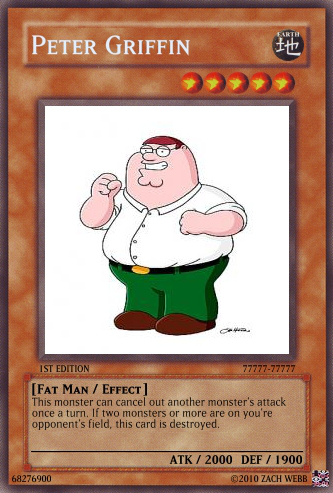 PETER GRIFFIN
EARTH
地
1ST EDITION 77777-77777
[FAT MAN / EFFECT]
This monster can cancel out another monster's attack
once a turn. If two monsters or more are on you're
opponent's field, this card is destroyed.
ATK / 2000 DEF / 1900
68276900 ©2010 ZACH WEBB